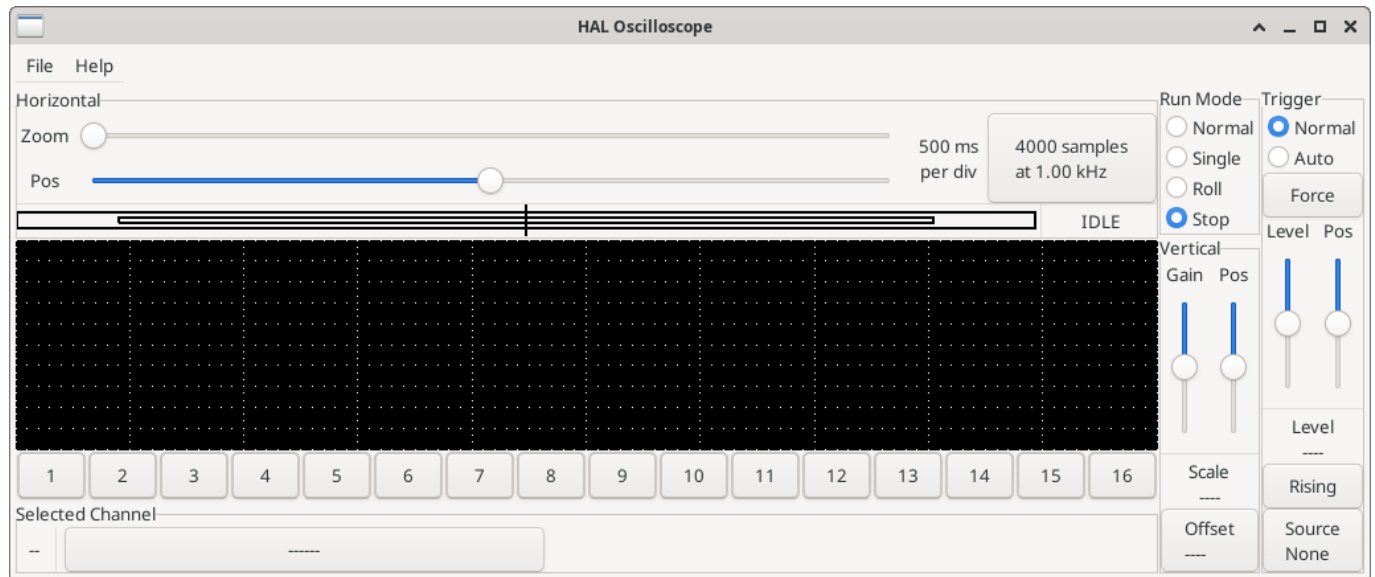 HAL Oscilloscope
File Help
Horizontal
Zoom
Pos
500 ms
per div
4000 samples
at 1.00 kHz
IDLE
Run Mode
Normal
Single
Roll
Stop
Trigger
Normal
Auto
Force
Level Pos
Vertical
Gain Pos
1 2 3 4 5 6 7 8 9 10 11 12 13 14 15 16
Selected Channel
-- ------
Scale
----
Offset
----
Level
----
Rising
Source
None